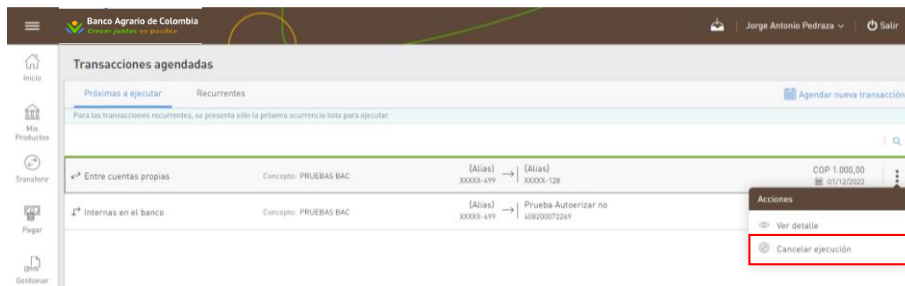 Banco Agrario de Colombia
Crecer juntos es posible
Jorge Antonio Pedraza
Salir
Inicio
Mis
Productos
Transferir
Pagar
Gestionar
Transacciones agendadas
Próximas a ejecutar
Recurrentes
Agendar nueva transacción
Para las transacciones recurrentes, se presenta sólo la próxima ocurrencia lista para ejecutar.
Entre cuentas propias
Concepto: PRUEBAS BAC
(Alias)
XXXXX-499
(Alias)
XXXXX-128
COP 1.000,00
01/12/2022
Internas en el banco
Concepto: PRUEBAS BAC
(Alias)
XXXXX-499
Prueba Autoerizar no
408200072269
Acciones
Ver detalle
Cancelar ejecución